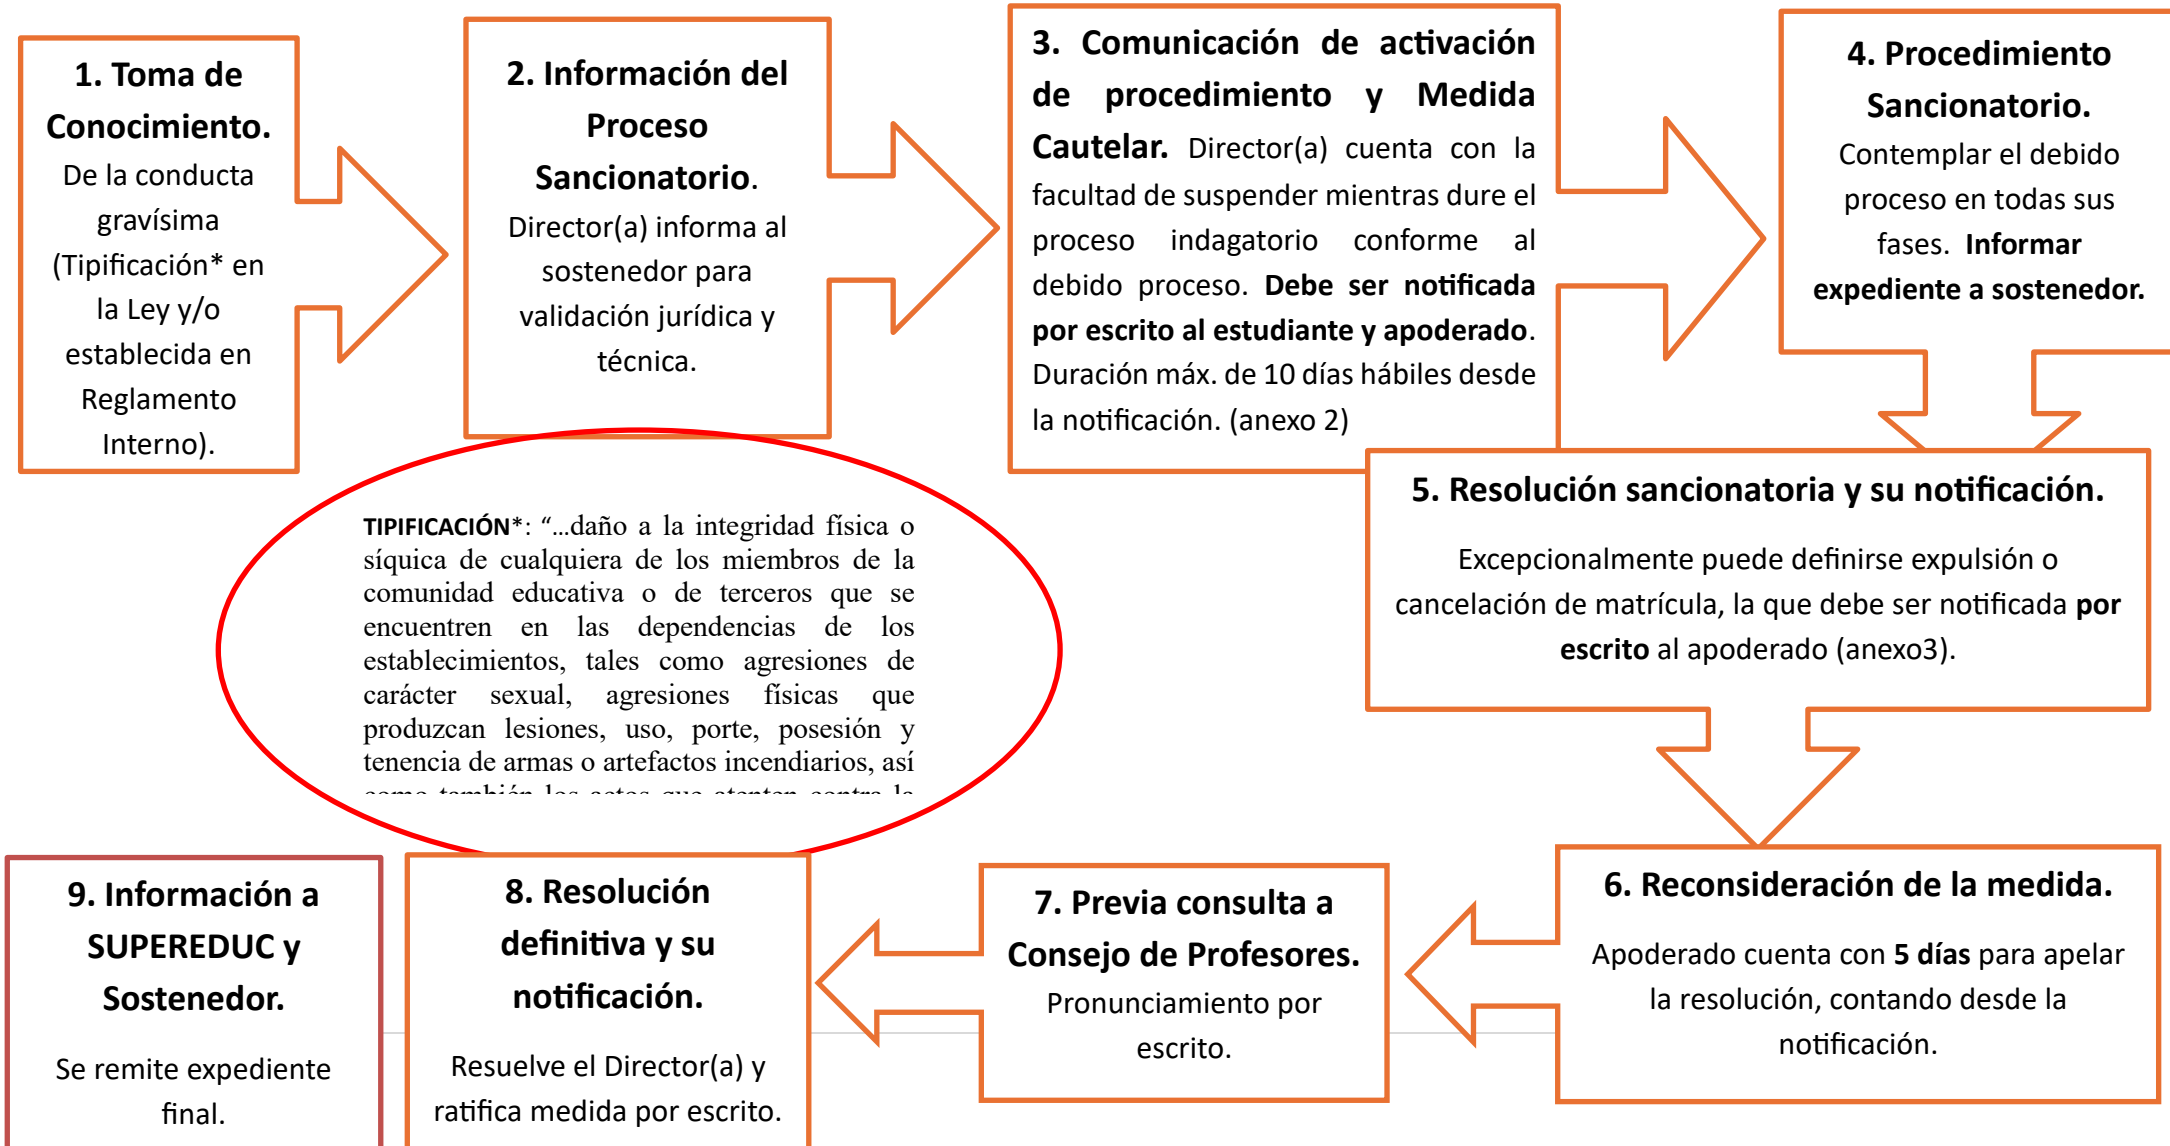 1. Toma de
Conocimiento.
De la conducta
gravísima
(Tipificación* en
la Ley y/o
establecida en
Reglamento
Interno).
2. Información del
Proceso
Sancionatorio.
Director(a) informa al
sostenedor para
validación jurídica y
técnica.
3. Comunicación de activación
de procedimiento y Medida
Cautelar. Director(a) cuenta con la
facultad de suspender mientras dure el
proceso indagatorio conforme al
debido proceso. Debe ser notificada
por escrito al estudiante y apoderado.
Duración máx. de 10 días hábiles desde
la notificación. (anexo 2)
4. Procedimiento
Sancionatorio.
Contemplar el debido
proceso en todas sus
fases. Informar
expediente a sostenedor.
TIPIFICACIÓN*: “…daño a la integridad física o
síquica de cualquiera de los miembros de la
comunidad educativa o de terceros que se
encuentren en las dependencias de los
establecimientos, tales como agresiones de
carácter sexual, agresiones físicas que
produzcan lesiones, uso, porte, posesión y
tenencia de armas o artefactos incendiarios, así
como también los actos que atenten contra la
5. Resolución sancionatoria y su notificación.
Excepcionalmente puede definirse expulsión o
cancelación de matrícula, la que debe ser notificada por
escrito al apoderado (anexo3).
6. Reconsideración de la medida.
Apoderado cuenta con 5 días para apelar
la resolución, contando desde la
notificación.
7. Previa consulta a
Consejo de Profesores.
Pronunciamiento por
escrito.
8. Resolución
definitiva y su
notificación.
Resuelve el Director(a) y
ratifica medida por escrito.
9. Información a
SUPEREDUC y
Sostenedor.
Se remite expediente
final.